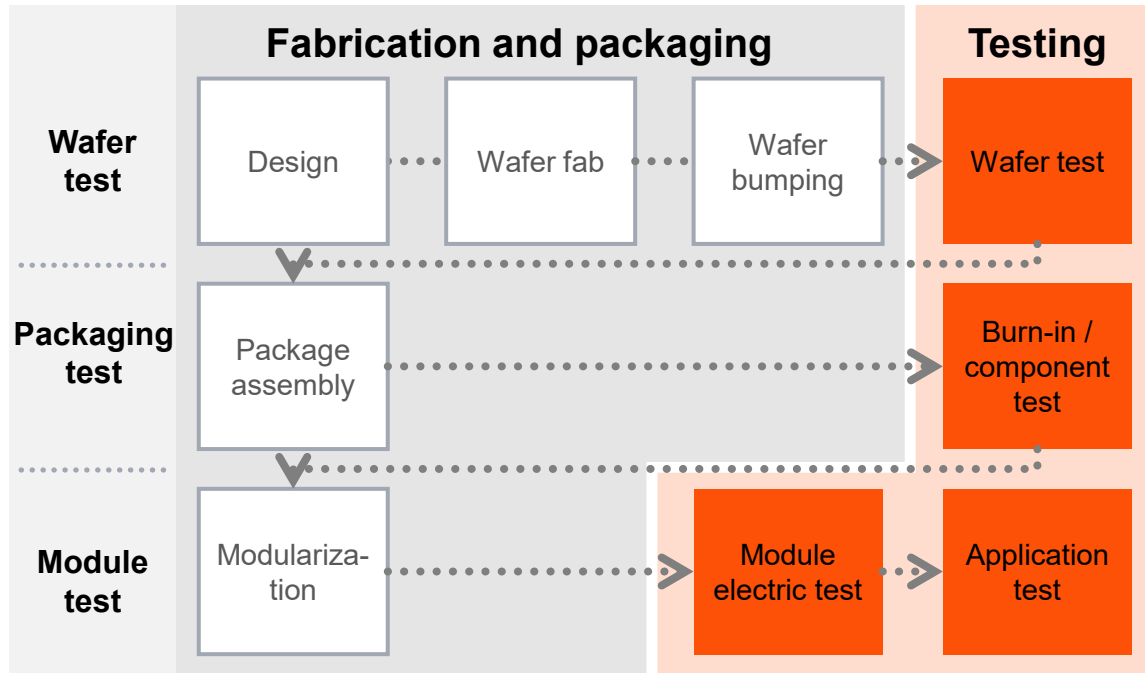 Fabrication and packaging
Testing
Wafer
test
Design
Wafer fab
Wafer
bumping
Wafer test
Packaging
test
Package
assembly
Burn-in /
component
test
Module
test
Modulariza-
tion
Module
electric test
Application
test